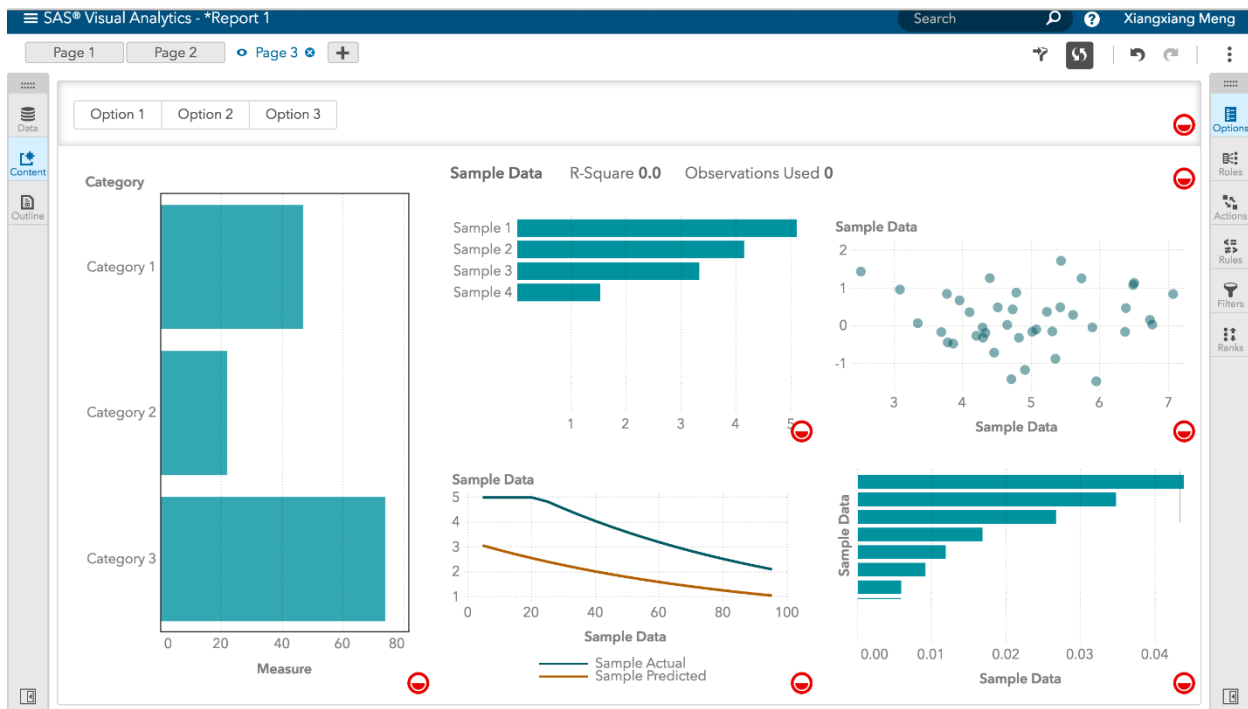 SAS® Visual Analytics - *Report 1
Search
? Xiangxiang Meng
Page 1
Page 2
Page 3
Data
Content
Outline
Option 1
Option 2
Option 3
Category
Category 1
Category 2
Category 3
0 20 40 60 80
Measure
Sample Data R-Square 0.0 Observations Used 0
Sample 1
Sample 2
Sample 3
Sample 4
1 2 3 4 5
Sample Data
2
1
0
-1
3 4 5 6 7
Sample Data
Sample Data
5
4
3
2
1
0 20 40 60 80 100
Sample Data
Sample Actual
Sample Predicted
Sample Data
0.00 0.01 0.02 0.03 0.04
Sample Data
Options
Roles
Actions
Rules
Filters
Ranks